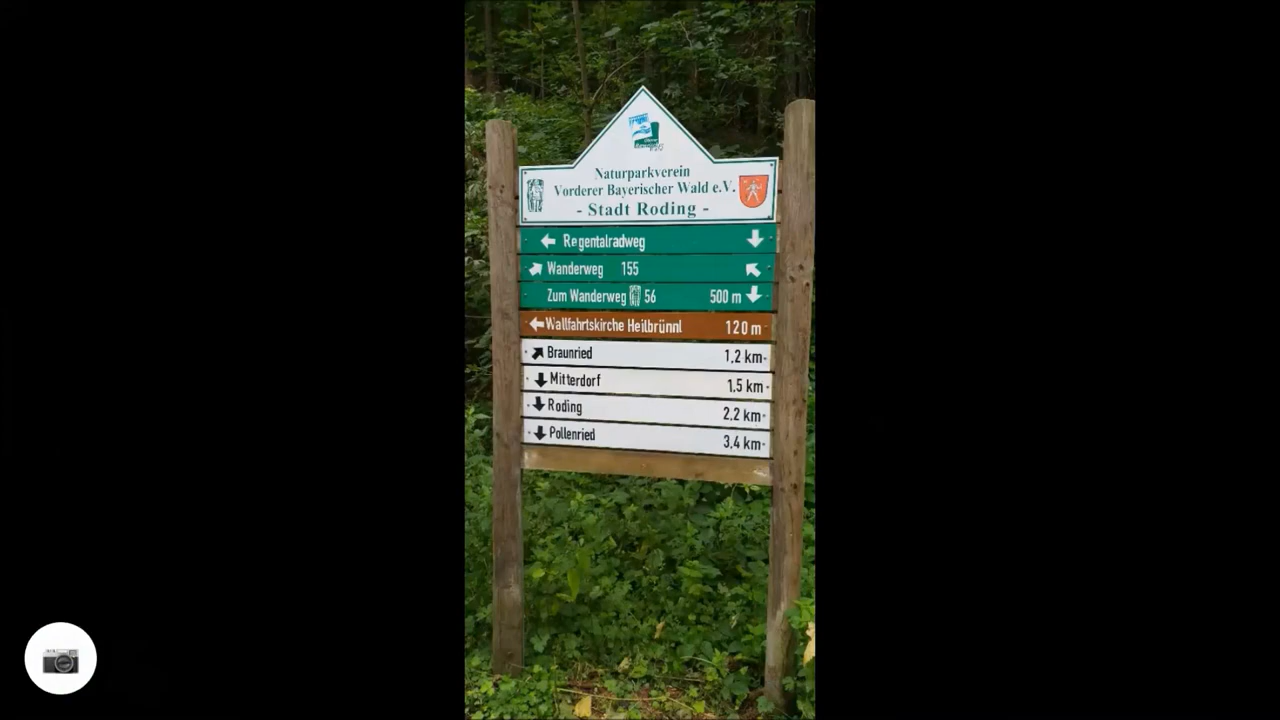 Naturparkverein
Vorderer Bayerischer Wald e.V.
- Stadt Roding -
Regentalradweg
Wanderweg 155
Zum Wanderweg 56 500 m
Wallfahrtskirche Heilbrünnl 120 m
Braunried 1,2 km
Mitterdorf 1,5 km
Roding 2,2 km
Pollenried 3,4 km